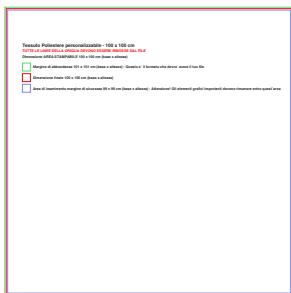 Tessuto Poliestere personalizzabile - 100 x 100 cm
TUTTE LE LINEE DELLA GRIGLIA DEVONO ESSERE RIMOSSE DAL FILE
Dimensione AREA STAMPABILE 100 x 100 cm (base x altezza)
Margine di abbondanza 101 x 101 cm (base x altezza) - Questo e' il formato che dovra' avere il tuo file
Dimensione finale 100 x 100 cm (base x altezza)
Area di inserimento margine di sicurezza 99 x 99 cm (base x altezza) - Attenzione! Gli elementi grafici importanti devono rimanere entro quest'area